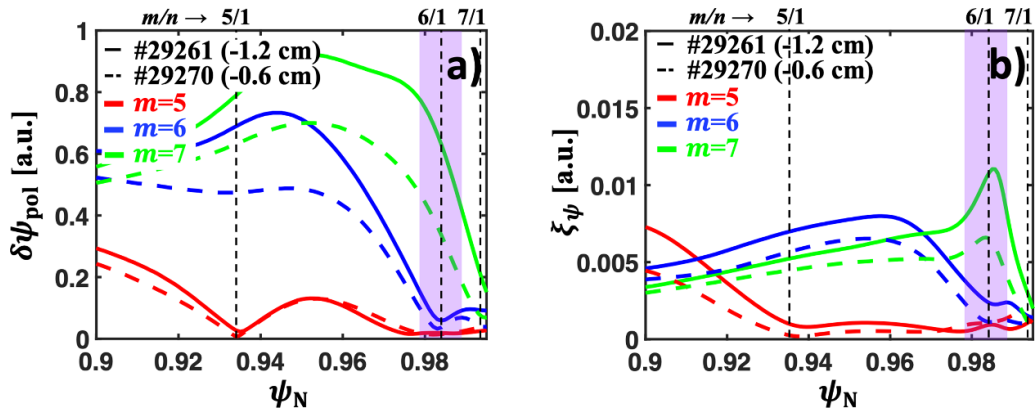 m/n → 5/1 6/1 7/1
#29261 (-1.2 cm)
#29270 (-0.6 cm)
a)
m=5
m=6
m=7
δψpol [a.u.]
1
0.8
0.6
0.4
0.2
0
0.9 0.92 0.94 0.96 0.98
ψN
m/n → 5/1 6/1 7/1
#29261 (-1.2 cm)
#29270 (-0.6 cm)
b)
m=5
m=6
m=7
ξψ [a.u.]
0.02
0.015
0.01
0.005
0
0.9 0.92 0.94 0.96 0.98
ψN